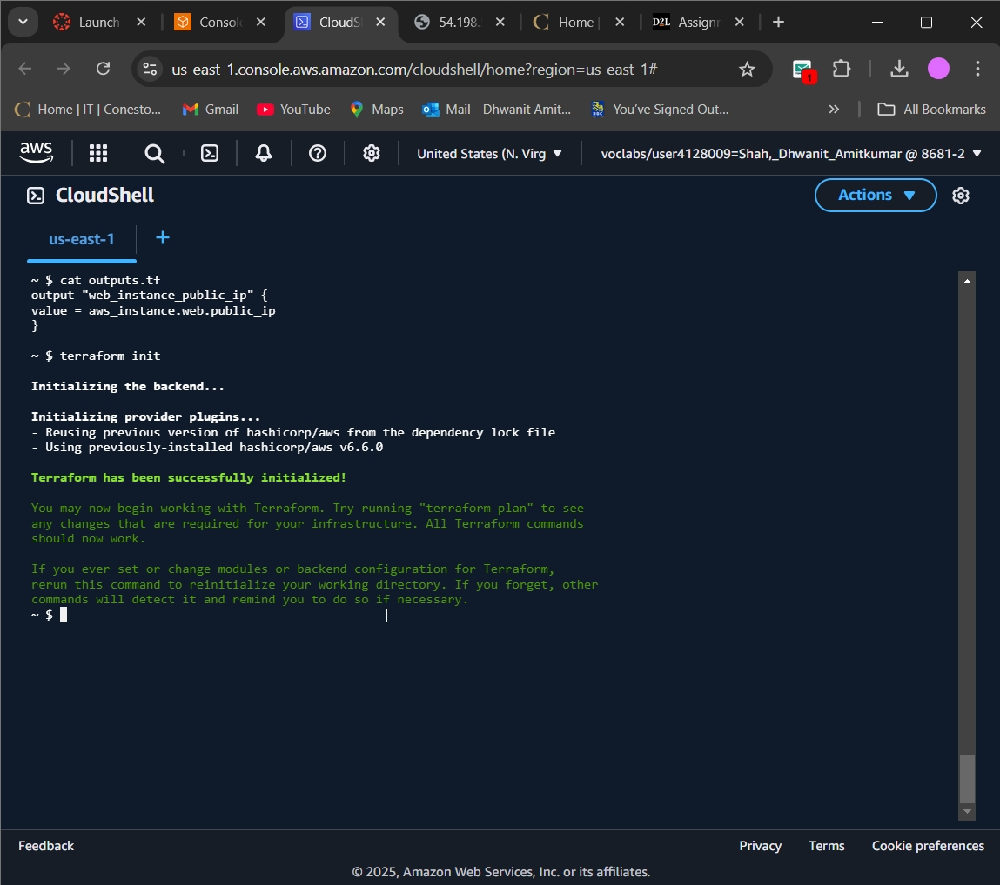 Launch
Consol
CloudS
54.198.
Home |
D2L Assignr
us-east-1.console.aws.amazon.com/cloudshell/home?region=us-east-1#
1
Home | IT | Conesto...
Gmail
YouTube
Maps
Mail - Dhwanit Amit...
You've Signed Out...
All Bookmarks
aws
United States (N. Virg
voclabs/user4128009=Shah,_Dhwanit_Amitkumar @ 8681-2
CloudShell
Actions
us-east-1
~ $ cat outputs.tf
output "web_instance_public_ip" {
value = aws_instance.web.public_ip
}
~ $ terraform init
Initializing the backend...
Initializing provider plugins...
- Reusing previous version of hashicorp/aws from the dependency lock file
- Using previously-installed hashicorp/aws v6.6.0
Terraform has been successfully initialized!
You may now begin working with Terraform. Try running "terraform plan" to see
any changes that are required for your infrastructure. All Terraform commands
should now work.
If you ever set or change modules or backend configuration for Terraform,
rerun this command to reinitialize your working directory. If you forget, other
commands will detect it and remind you to do so if necessary.
~ $
Feedback
Privacy
Terms
Cookie preferences
© 2025, Amazon Web Services, Inc. or its affiliates.